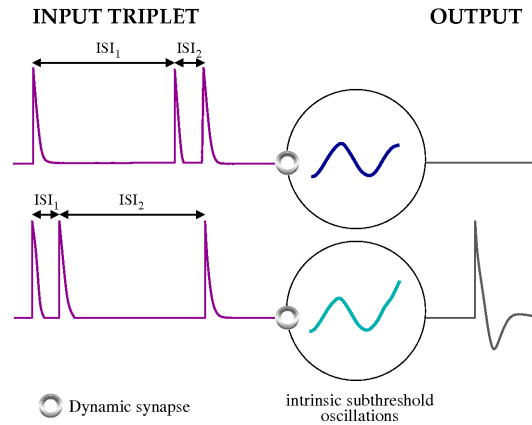 INPUT TRIPLET
OUTPUT
ISI1
ISI2
ISI1
ISI2
Dynamic synapse
intrinsic subthreshold
oscillations